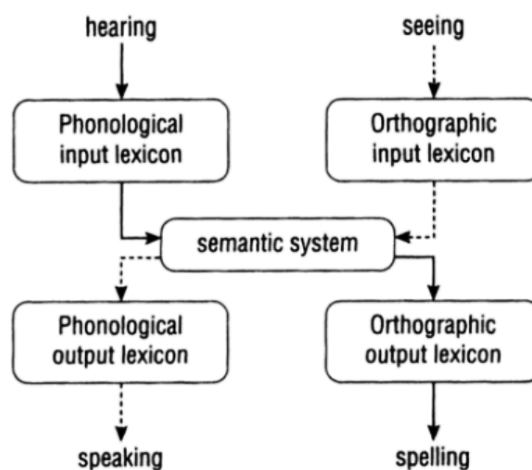 hearing
seeing
Phonological
input lexicon
Orthographic
input lexicon
semantic system
Phonological
output lexicon
Orthographic
output lexicon
speaking
spelling